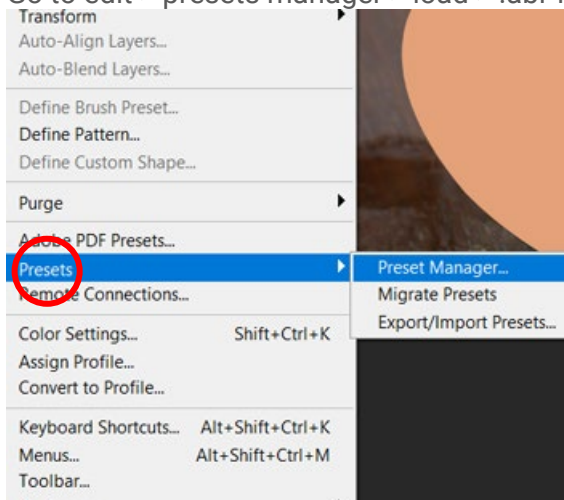 Transform
Auto-Align Layers...
Auto-Blend Layers...
Define Brush Preset...
Define Pattern...
Define Custom Shape...
Purge
Adobe PDF Presets...
Presets
Preset Manager...
Migrate Presets
Export/Import Presets...
Remote Connections...
Color Settings... Shift+Ctrl+K
Assign Profile...
Convert to Profile...
Keyboard Shortcuts... Alt+Shift+Ctrl+K
Menus... Alt+Shift+Ctrl+M
Toolbar...